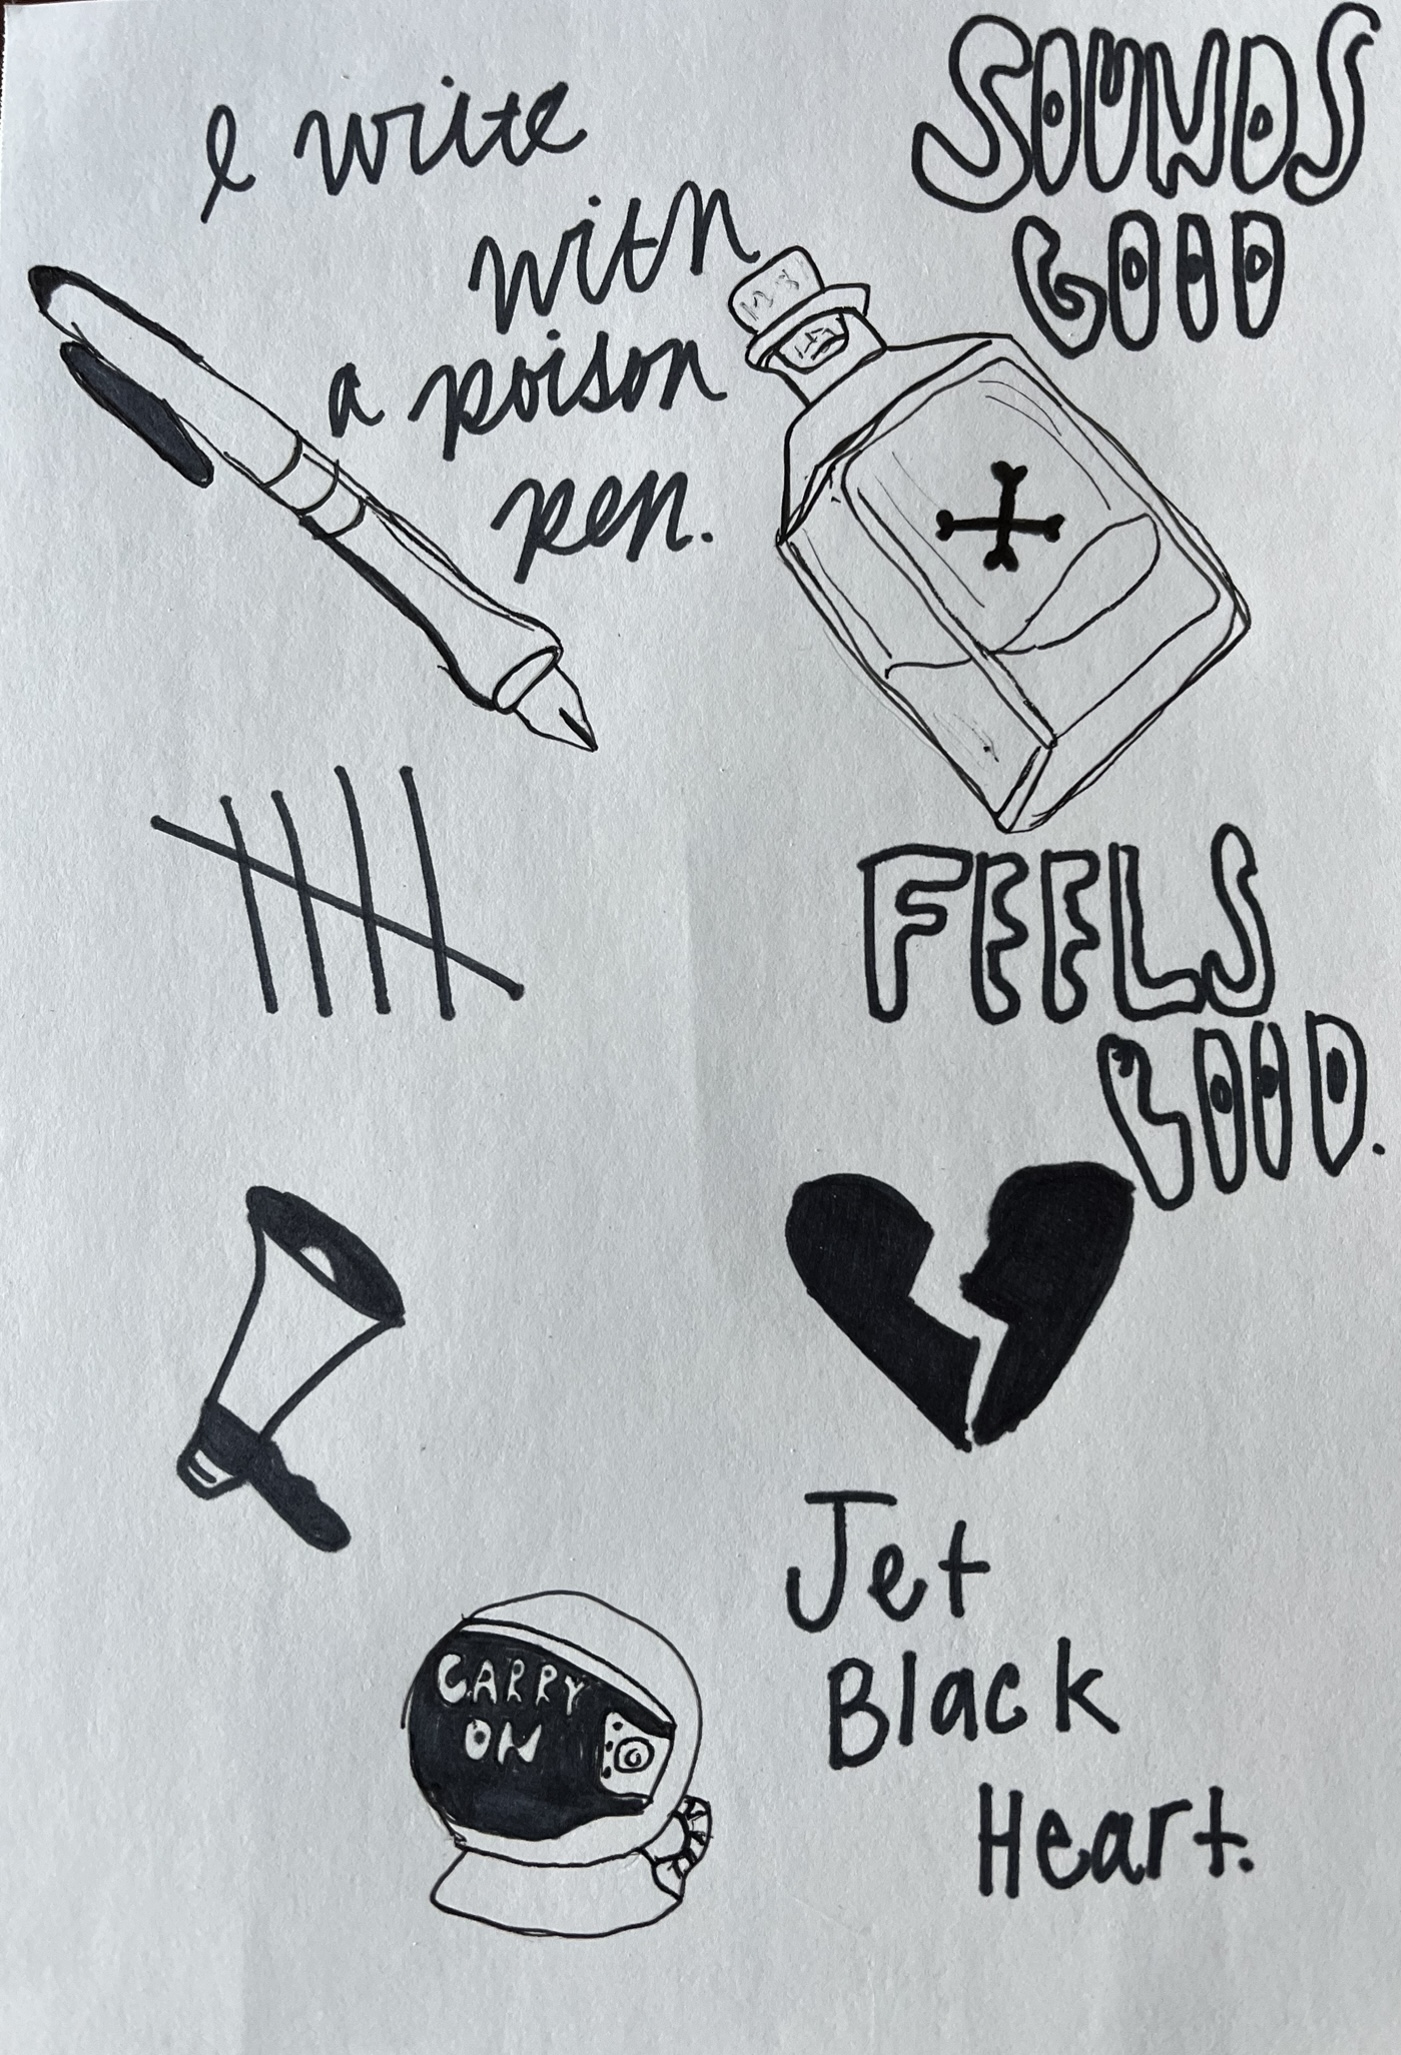 I write
with
a poison
pen.
SOUNDS
GOOD
FEELS
GOOD.
Jet
Black
Heart.
CARRY
ON